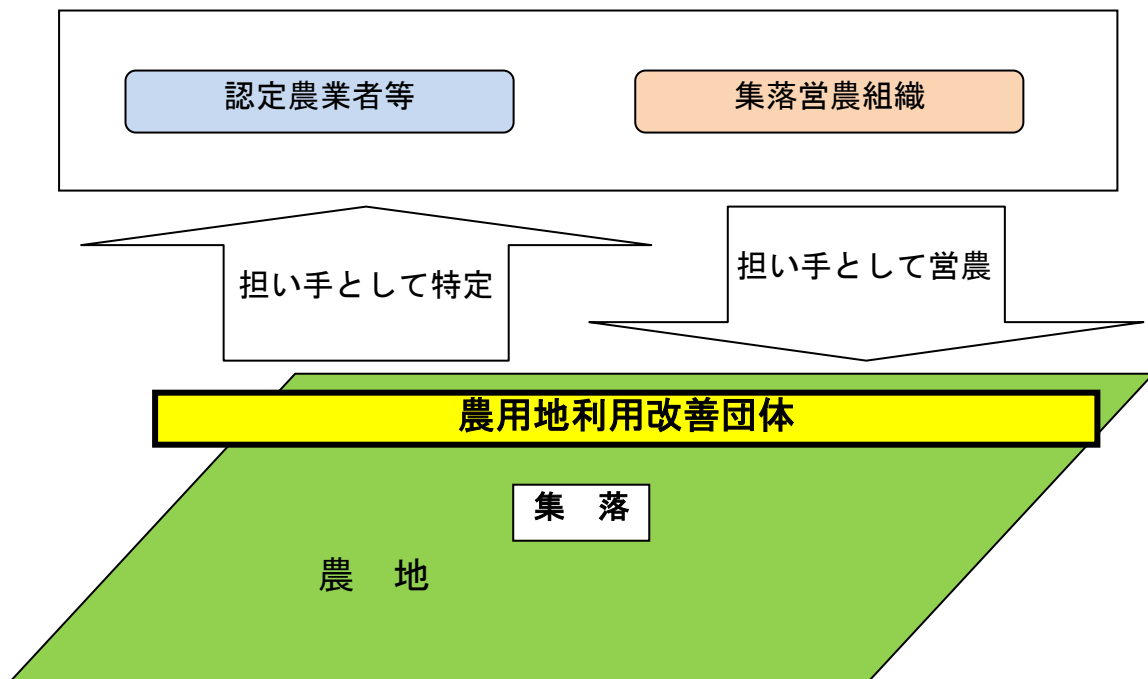 認定農業者等
集落営農組織
担い手として特定
担い手として営農
農用地利用改善団体
集　落
農　地